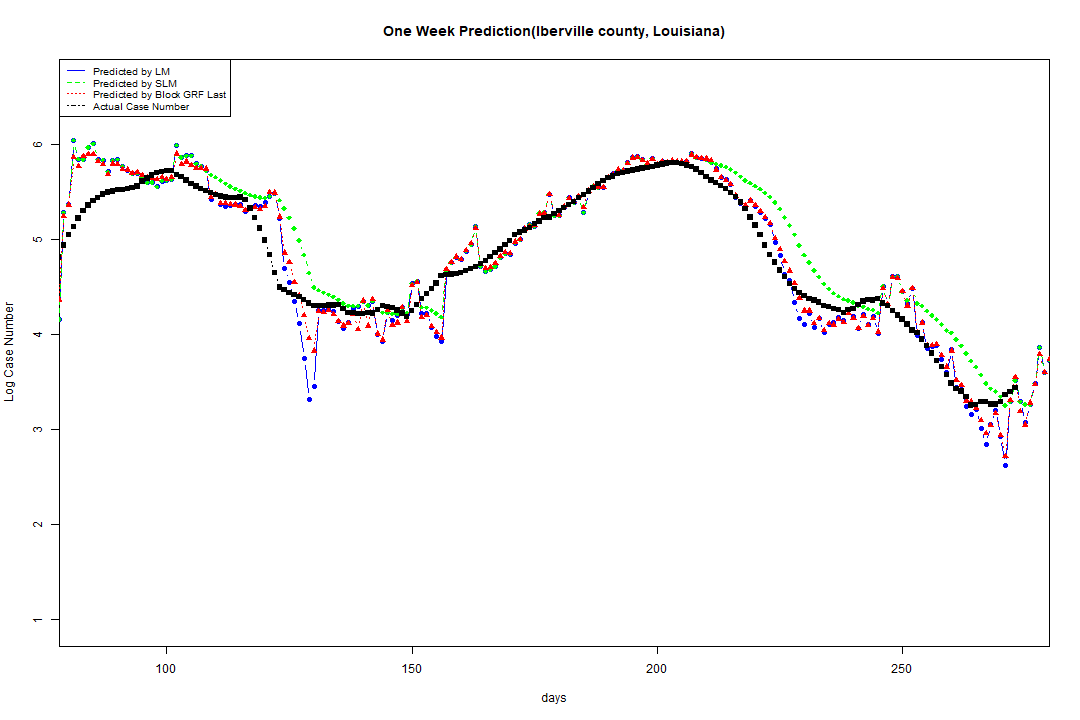 One Week Prediction(Iberville county, Louisiana)
Predicted by LM
Predicted by SLM
Predicted by Block GRF Last
Actual Case Number
6
5
4
3
2
1
Log Case Number
100 150 200 250
days